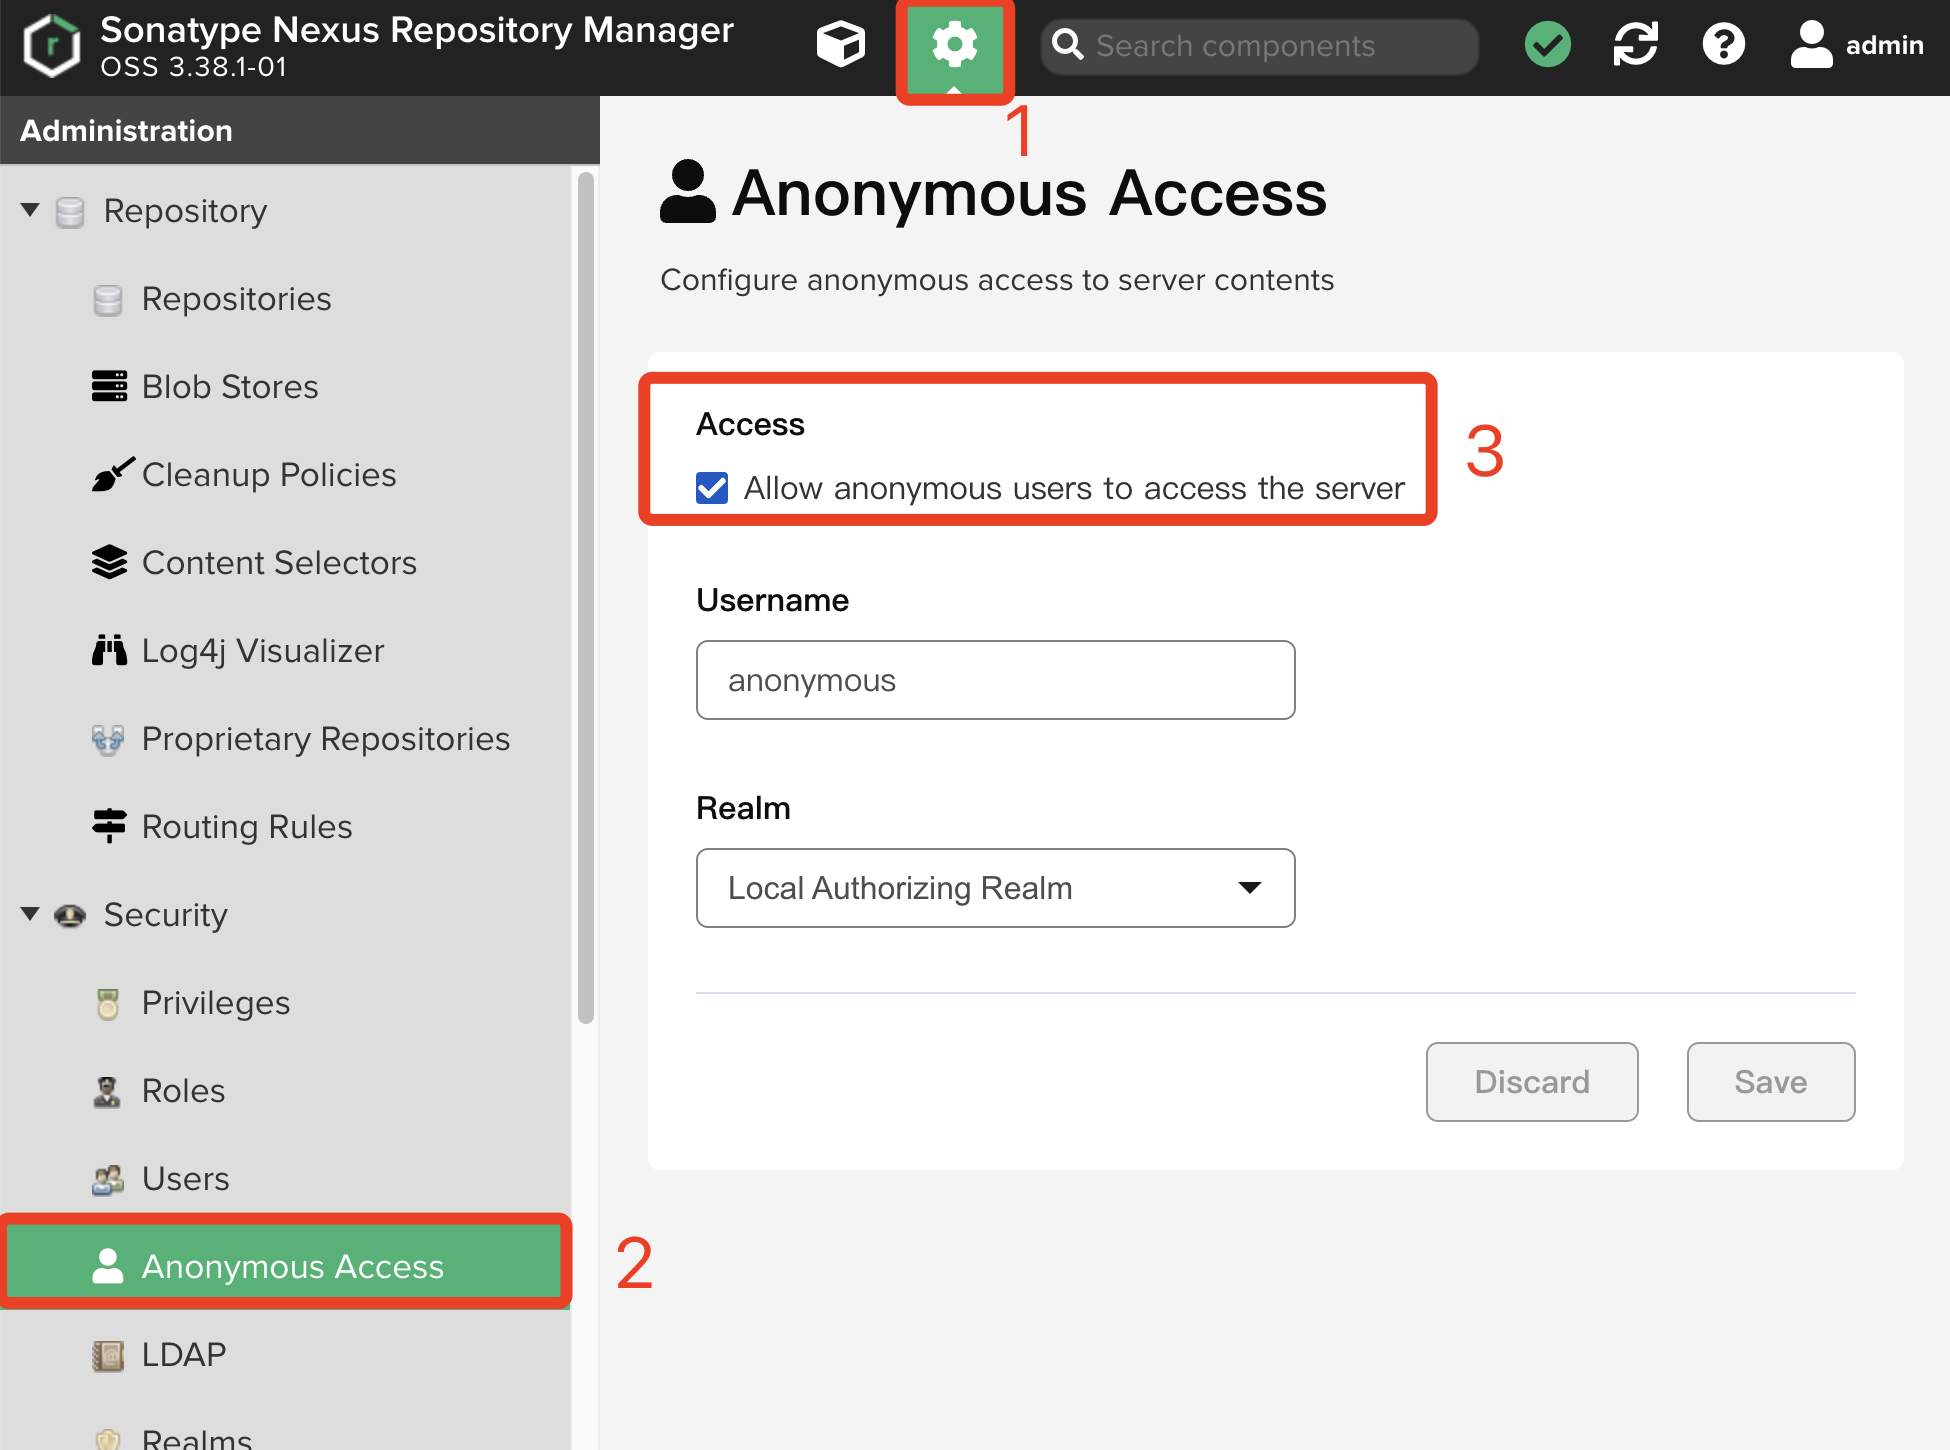 Sonatype Nexus Repository Manager
OSS 3.38.1-01
Search components
admin
1
Administration
Repository
Repositories
Blob Stores
Cleanup Policies
Content Selectors
Log4j Visualizer
Proprietary Repositories
Routing Rules
Security
Privileges
Roles
Users
Anonymous Access
2
LDAP
Realms
Anonymous Access
Configure anonymous access to server contents
Access
Allow anonymous users to access the server
3
Username
anonymous
Realm
Local Authorizing Realm
Discard
Save